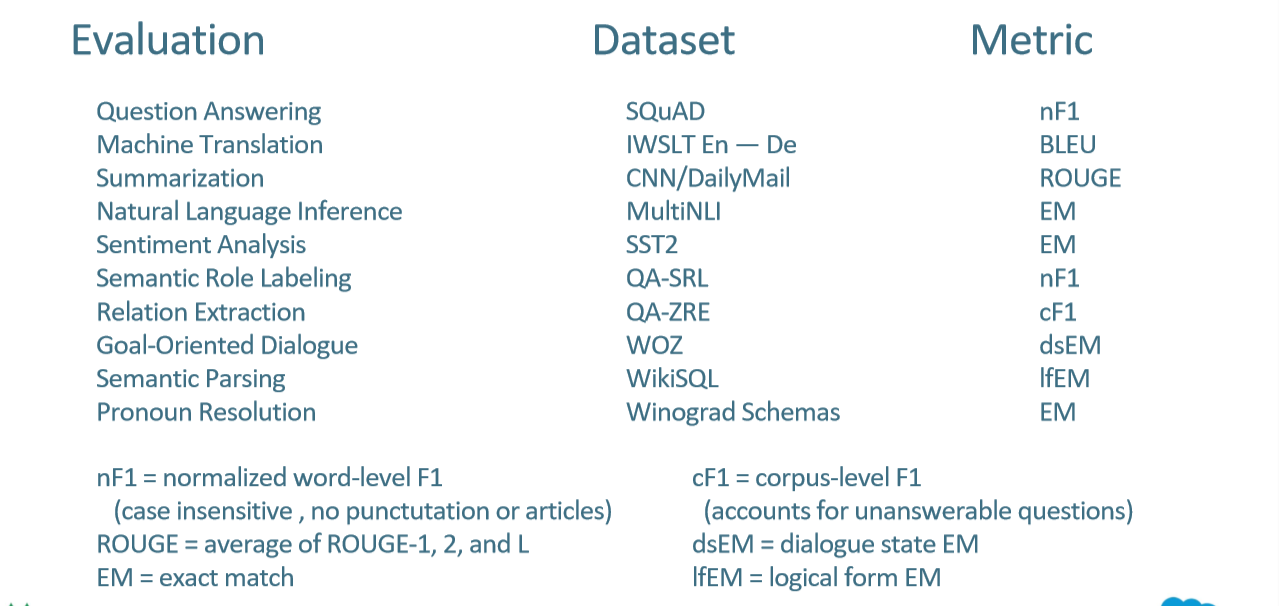 Evaluation Dataset Metric
Question Answering SQuAD nF1
Machine Translation IWSLT En — De BLEU
Summarization CNN/DailyMail ROUGE
Natural Language Inference MultiNLI EM
Sentiment Analysis SST2 EM
Semantic Role Labeling QA-SRL nF1
Relation Extraction QA-ZRE cF1
Goal-Oriented Dialogue WOZ dsEM
Semantic Parsing WikiSQL lfEM
Pronoun Resolution Winograd Schemas EM
nF1 = normalized word-level F1
(case insensitive , no punctutation or articles)
ROUGE = average of ROUGE-1, 2, and L
EM = exact match
cF1 = corpus-level F1
(accounts for unanswerable questions)
dsEM = dialogue state EM
lfEM = logical form EM